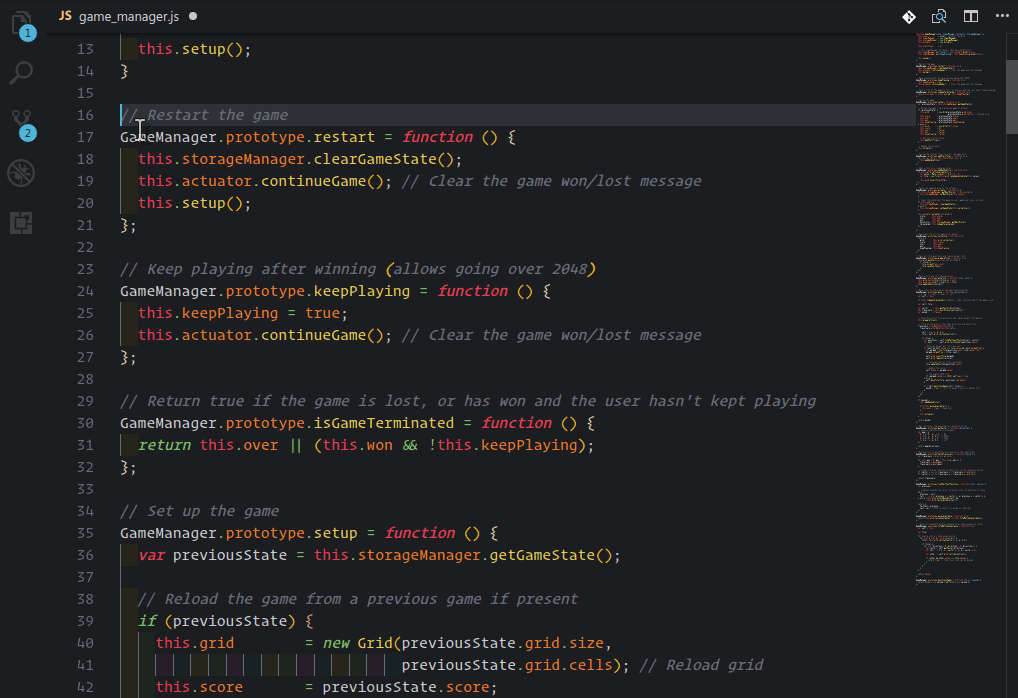 JS game_manager.js
1
2
13 this.setup();
14 }
15
16 // Restart the game
17 GameManager.prototype.restart = function () {
18 this.storageManager.clearGameState();
19 this.actuator.continueGame(); // Clear the game won/lost message
20 this.setup();
21 };
22
23 // Keep playing after winning (allows going over 2048)
24 GameManager.prototype.keepPlaying = function () {
25 this.keepPlaying = true;
26 this.actuator.continueGame(); // Clear the game won/lost message
27 };
28
29 // Return true if the game is lost, or has won and the user hasn't kept playing
30 GameManager.prototype.isGameTerminated = function () {
31 return this.over || (this.won && !this.keepPlaying);
32 };
33
34 // Set up the game
35 GameManager.prototype.setup = function () {
36 var previousState = this.storageManager.getGameState();
37
38 // Reload the game from a previous game if present
39 if (previousState) {
40 this.grid = new Grid(previousState.grid.size,
41 previousState.grid.cells); // Reload grid
42 this.score = previousState.score;